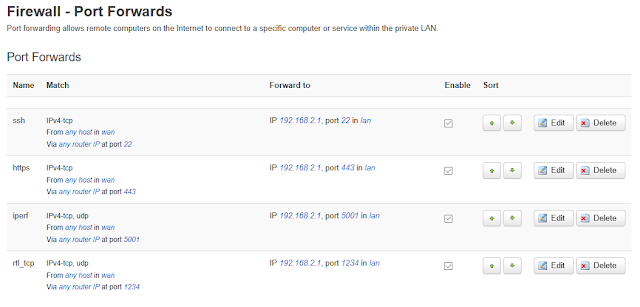 Firewall - Port Forwards
Port forwarding allows remote computers on the Internet to connect to a specific computer or service within the private LAN.
Port Forwards
Name Match Forward to Enable Sort
ssh IPv4-tcp IP 192.168.2.1, port 22 in lan Edit Delete
From any host in wan
Via any router IP at port 22
https IPv4-tcp IP 192.168.2.1, port 443 in lan Edit Delete
From any host in wan
Via any router IP at port 443
iperf IPv4-tcp, udp IP 192.168.2.1, port 5001 in lan Edit Delete
From any host in wan
Via any router IP at port 5001
rtl_tcp IPv4-tcp, udp IP 192.168.2.1, port 1234 in lan Edit Delete
From any host in wan
Via any router IP at port 1234